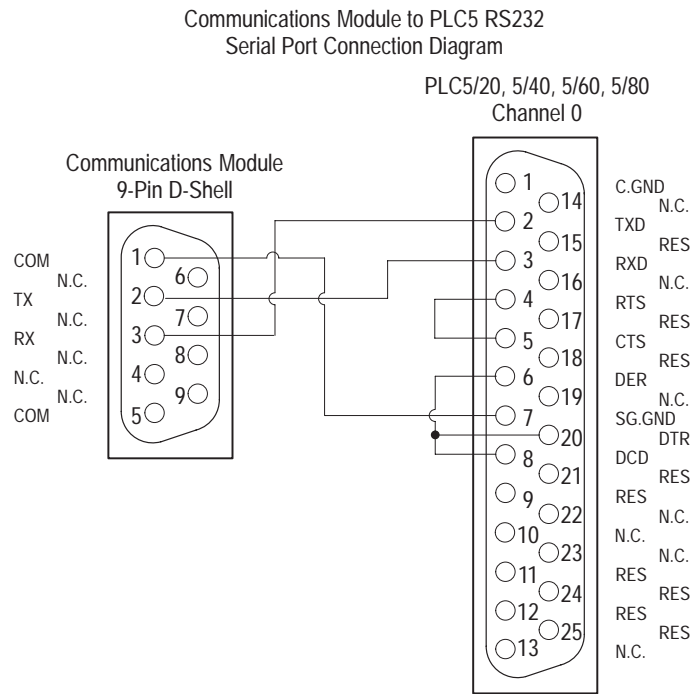 Communications Module to PLC5 RS232
Serial Port Connection Diagram
PLC5/20, 5/40, 5/60, 5/80
Channel 0
Communications Module
9-Pin D-Shell
COM
N.C.
TX
N.C.
RX
N.C.
N.C.
N.C.
COM
1
6
2
7
3
8
4
9
5
1
14
2
15
3
16
4
17
5
18
6
19
7
20
8
21
9
22
10
23
11
24
12
25
13
C.GND
N.C.
TXD
RES
RXD
N.C.
RTS
RES
CTS
RES
DER
N.C.
SG.GND
DTR
DCD
RES
RES
N.C.
N.C.
N.C.
RES
RES
RES
RES
N.C.